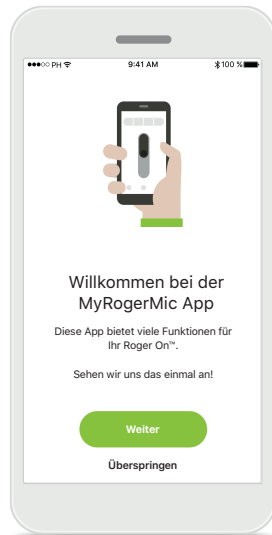 PH 9:41 AM 100 %
Willkommen bei der
MyRogerMic App
Diese App bietet viele Funktionen für
Ihr Roger On™.
Sehen wir uns das einmal an!
Weiter
Überspringen